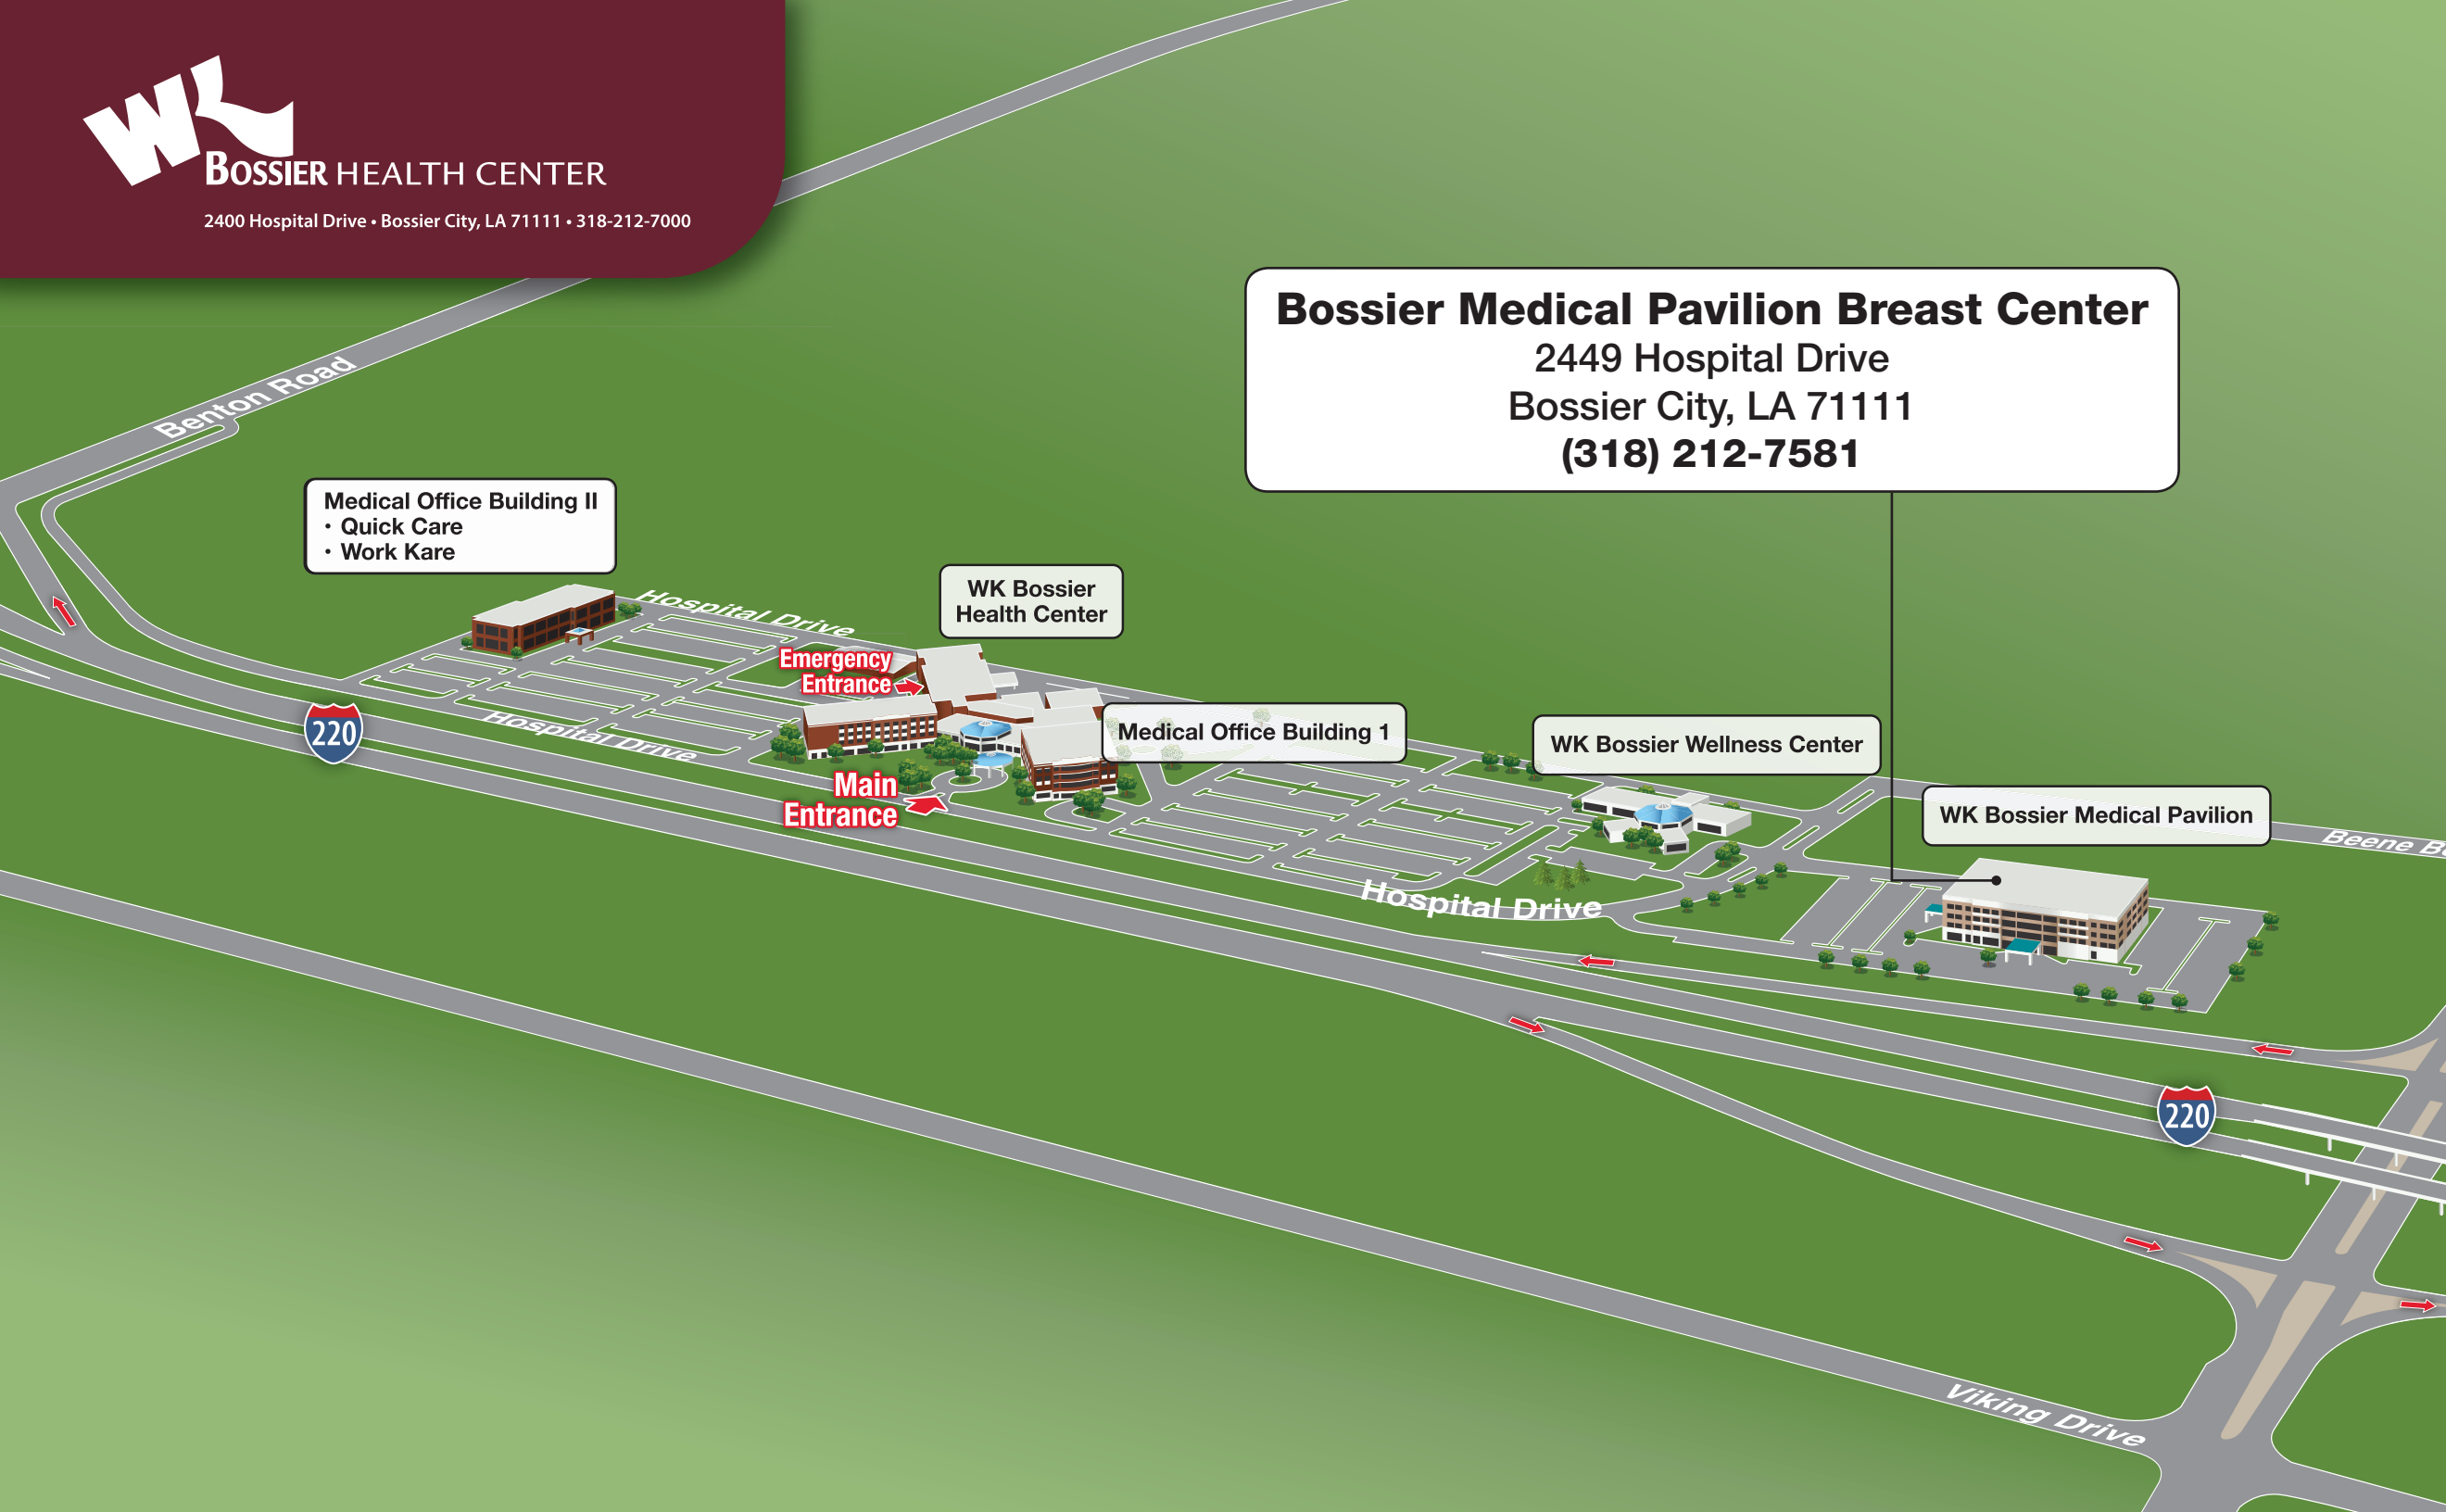 WK
BOSSIER HEALTH CENTER
2400 Hospital Drive • Bossier City, LA 71111 • 318-212-7000
Bossier Medical Pavilion Breast Center
2449 Hospital Drive
Bossier City, LA 71111
(318) 212-7581
Benton Road
Medical Office Building II
• Quick Care
• Work Kare
WK Bossier
Health Center
Hospital Drive
Emergency
Entrance
Hospital Drive
220
Medical Office Building 1
WK Bossier Wellness Center
Main
Entrance
WK Bossier Medical Pavilion
Beene B
Hospital Drive
220
Viking Drive